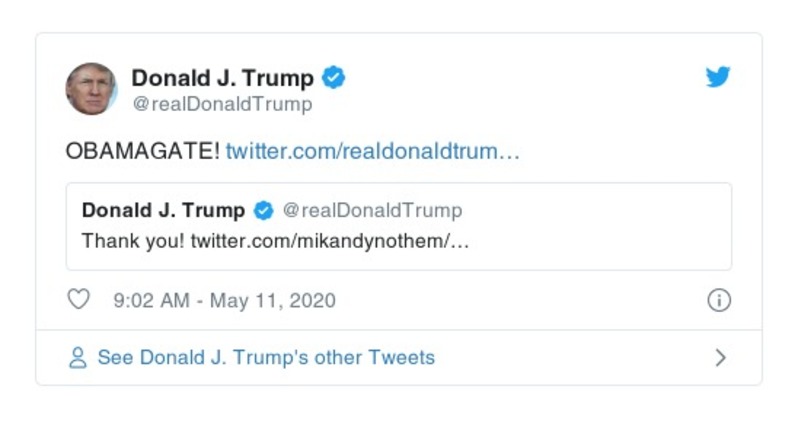 Donald J. Trump
@realDonaldTrump
OBAMAGATE! twitter.com/realdonaldtrum…
Donald J. Trump @realDonaldTrump
Thank you! twitter.com/mikandynothem/…
9:02 AM - May 11, 2020
See Donald J. Trump's other Tweets